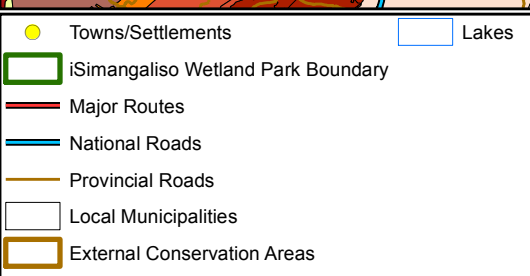 Towns/Settlements
Lakes
iSimangaliso Wetland Park Boundary
Major Routes
National Roads
Provincial Roads
Local Municipalities
External Conservation Areas